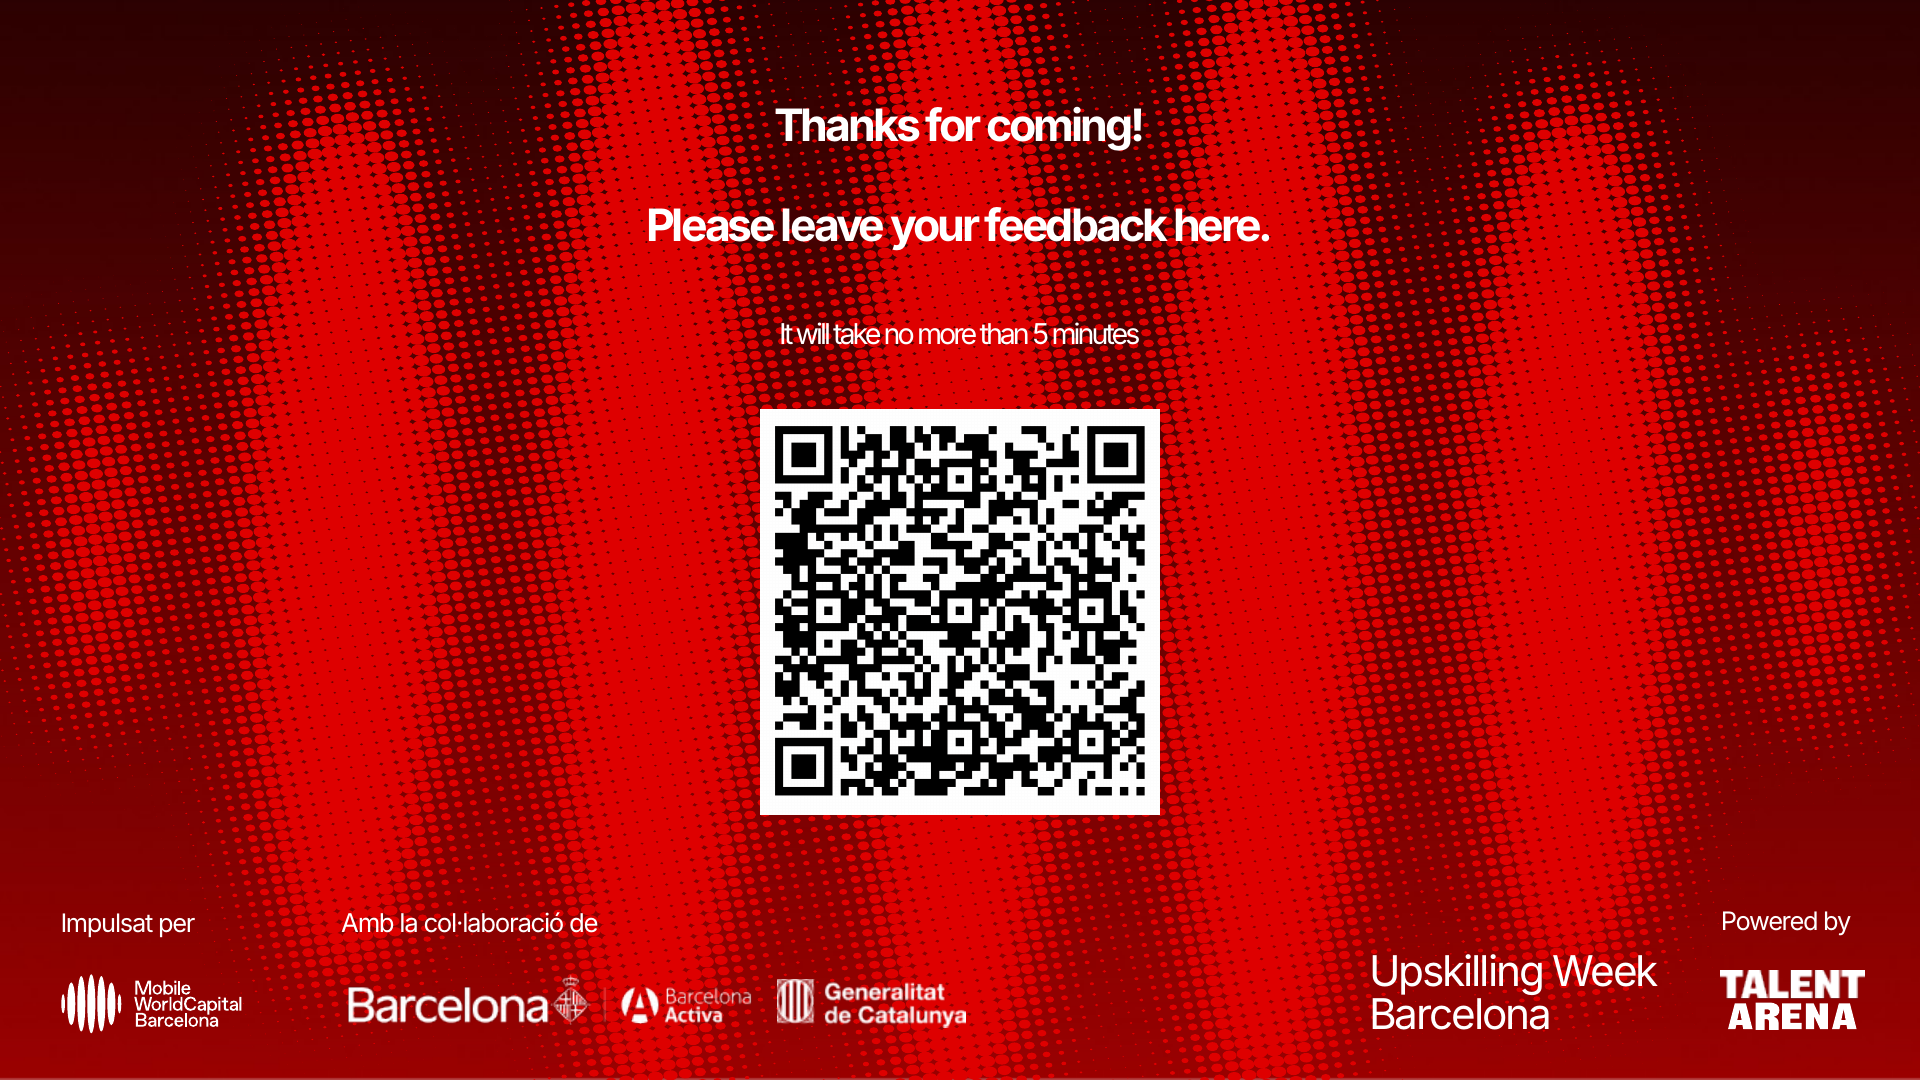 Thanks for coming!
Please leave your feedback here.
It will take no more than 5 minutes
Impulsat per
Mobile
WorldCapital
Barcelona
Amb la col·laboració de
Barcelona
Barcelona
Activa
Generalitat
de Catalunya
Upskilling Week
Barcelona
Powered by
TALENT
ARENA